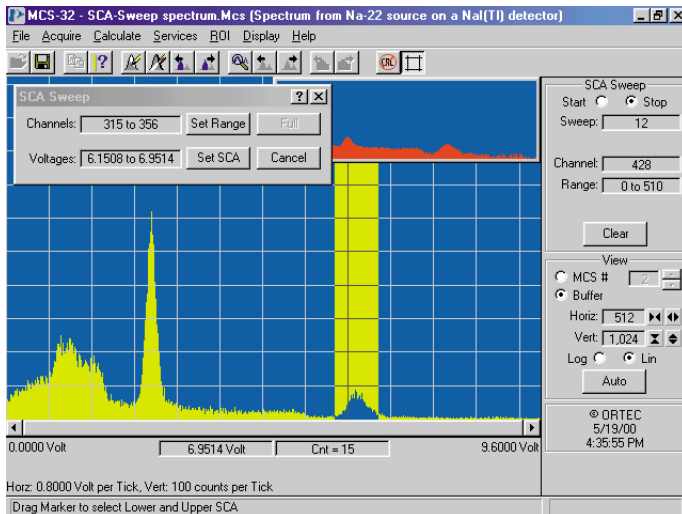 MCS-32 - SCA-Sweep spectrum.Mcs (Spectrum from Na-22 source on a NaI(Tl) detector)
File Acquire Calculate Services ROI Display Help
SCA Sweep
Channels: 315 to 356 Set Range Full
Voltages: 6.1508 to 6.9514 Set SCA Cancel
SCA Sweep
Start Stop
Sweep: 12
Channel: 428
Range: 0 to 510
Clear
View
MCS # 2
Buffer
Horiz: 512
Vert: 1,024
Log Lin
Auto
© ORTEC
5/19/00
4:35:55 PM
0.0000 Volt 6.9514 Volt Cnt = 15 9.6000 Volt
Horz: 0.8000 Volt per Tick, Vert: 100 counts per Tick
Drag Marker to select Lower and Upper SCA